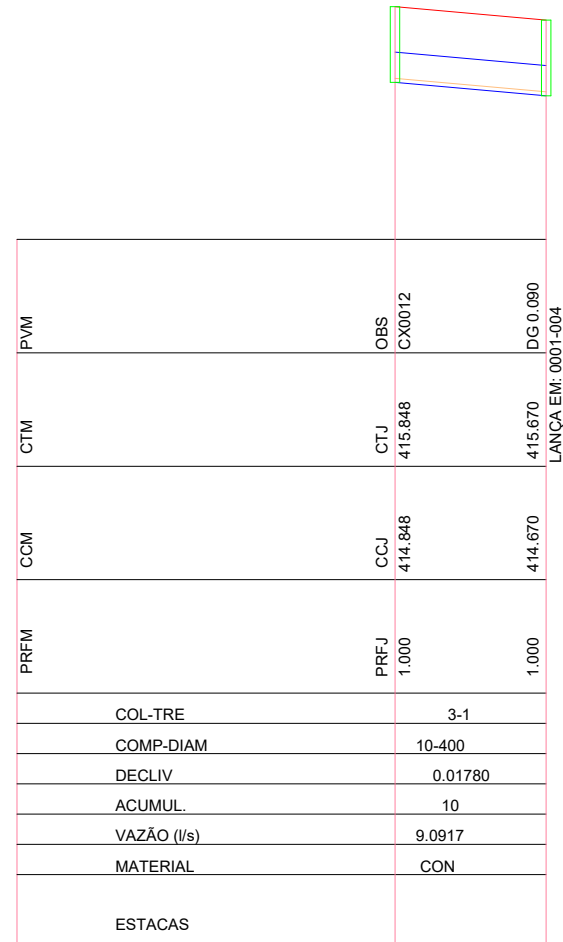 PVM
OBS
CX0012
DG 0.090
LANÇA EM: 0001-004
CTM
CTJ
415.848
415.670
CCM
CCJ
414.848
414.670
PRFM
PRFJ
1.000
1.000
COL-TRE 3-1
COMP-DIAM 10-400
DECLIV 0.01780
ACUMUL. 10
VAZÃO (l/s) 9.0917
MATERIAL CON
ESTACAS